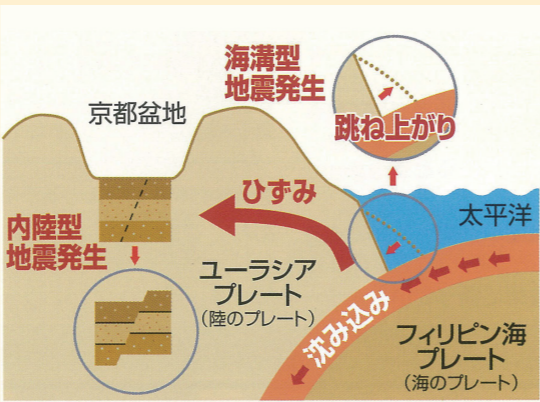 海溝型
地震発生
京都盆地
跳ね上がり
ひずみ
太平洋
内陸型
地震発生
ユーラシア
プレート
(陸のプレート)
沈み込み
フィリピン海
プレート
(海のプレート)